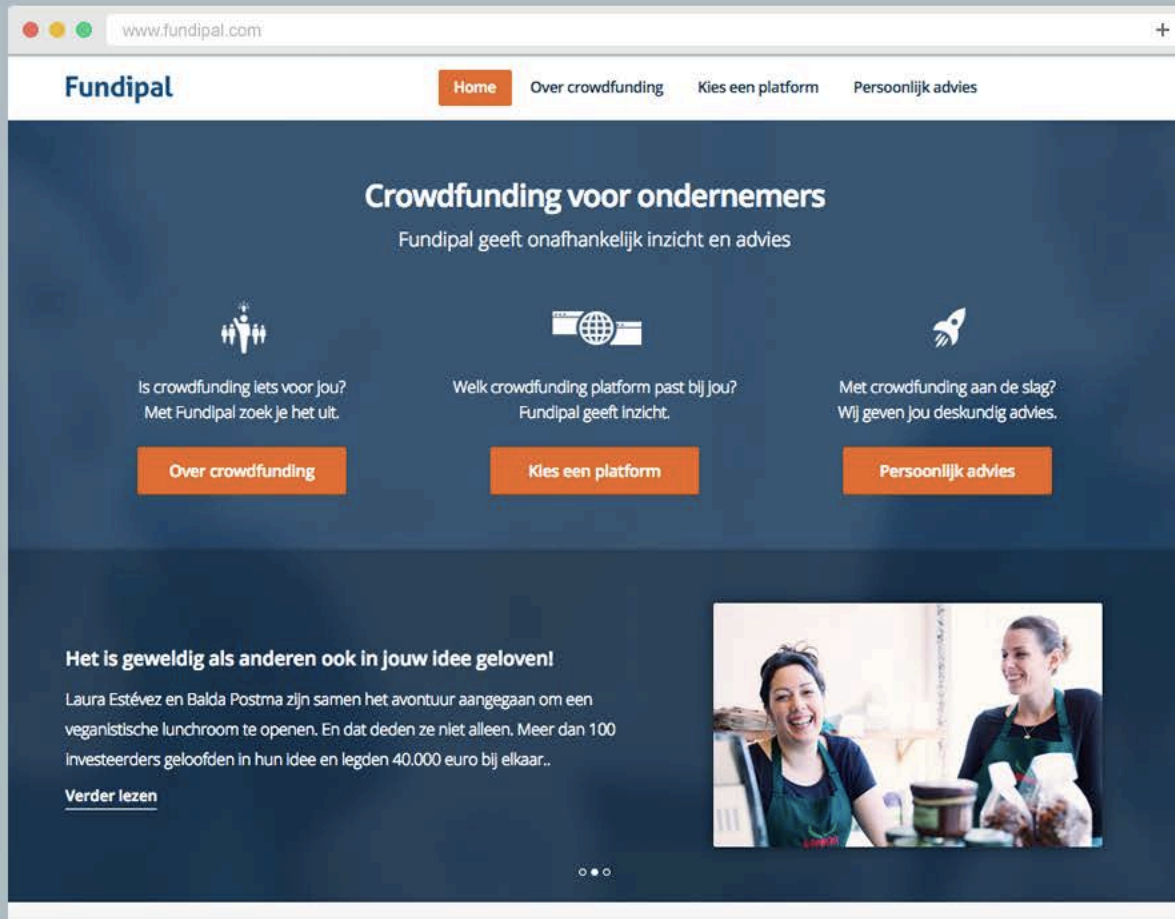 www.fundipal.com
Fundipal
Home
Over crowdfunding
Kies een platform
Persoonlijk advies
Crowdfunding voor ondernemers
Fundipal geeft onafhankelijk inzicht en advies
Is crowdfunding iets voor jou?
Met Fundipal zoek je het uit.
Over crowdfunding
Welk crowdfunding platform past bij jou?
Fundipal geeft inzicht.
Kies een platform
Met crowdfunding aan de slag?
Wij geven jou deskundig advies.
Persoonlijk advies
Het is geweldig als anderen ook in jouw idee geloven!
Laura Estévez en Balda Postma zijn samen het avontuur aangegaan om een
veganistische lunchroom te openen. En dat deden ze niet alleen. Meer dan 100
investeerders geloofden in hun idee en legden 40.000 euro bij elkaar..
Verder lezen